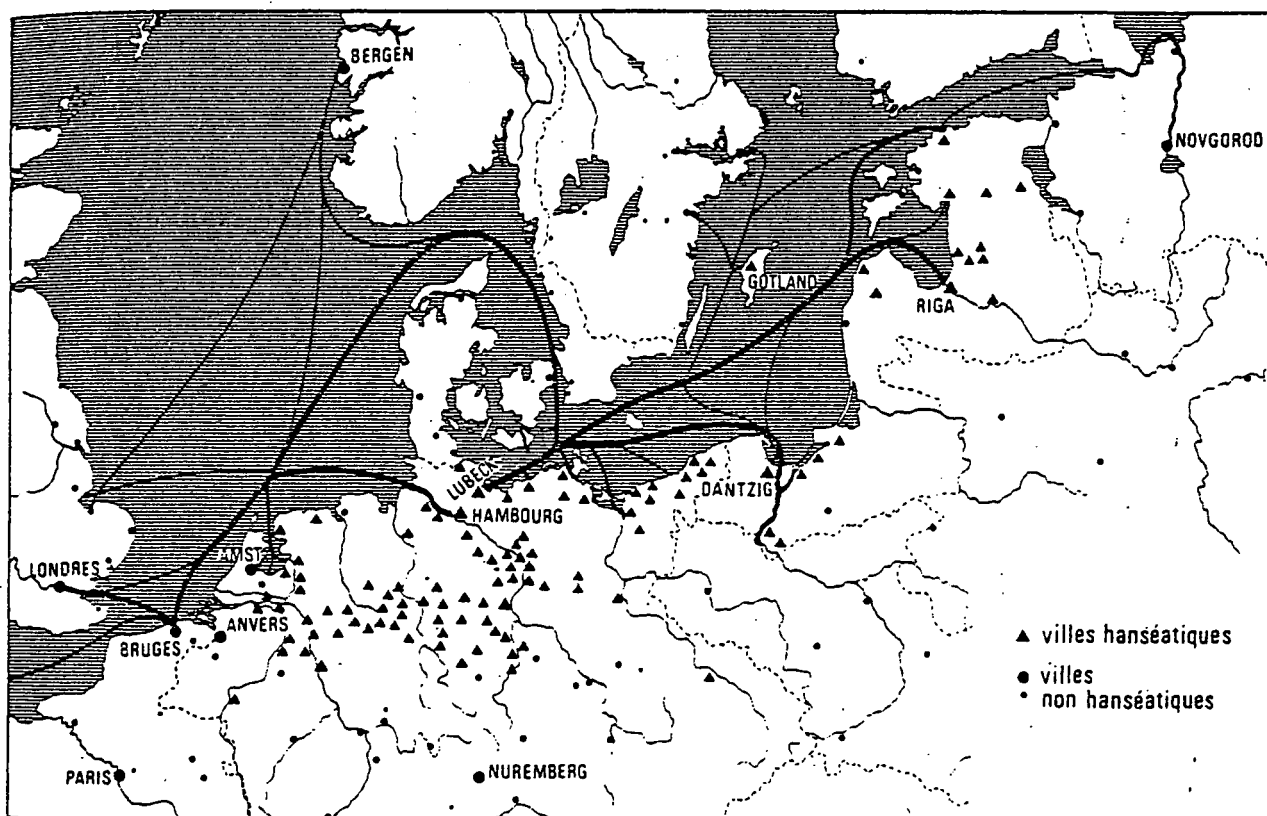 BERGEN
NOVGOROD
GOTLAND
RIGA
LUBECK
DANTZIG
HAMBOURG
AMST.
LONDRES
ANVERS
BRUGES
▲ villes hanséatiques
● villes
• non hanséatiques
PARIS
NUREMBERG